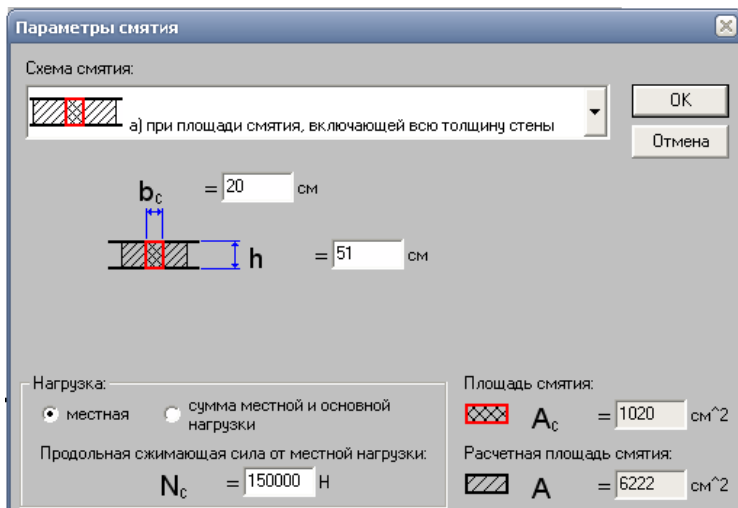 Параметры смятия
Схема смятия:
а) при площади смятия, включающей всю толщину стены
OK
Отмена
bc = 20 см
h = 51 см
Нагрузка:
местная
сумма местной и основной
нагрузки
Продольная сжимающая сила от местной нагрузки:
Nc = 150000 Н
Площадь смятия:
Ac = 1020 см^2
Расчетная площадь смятия:
A = 6222 см^2